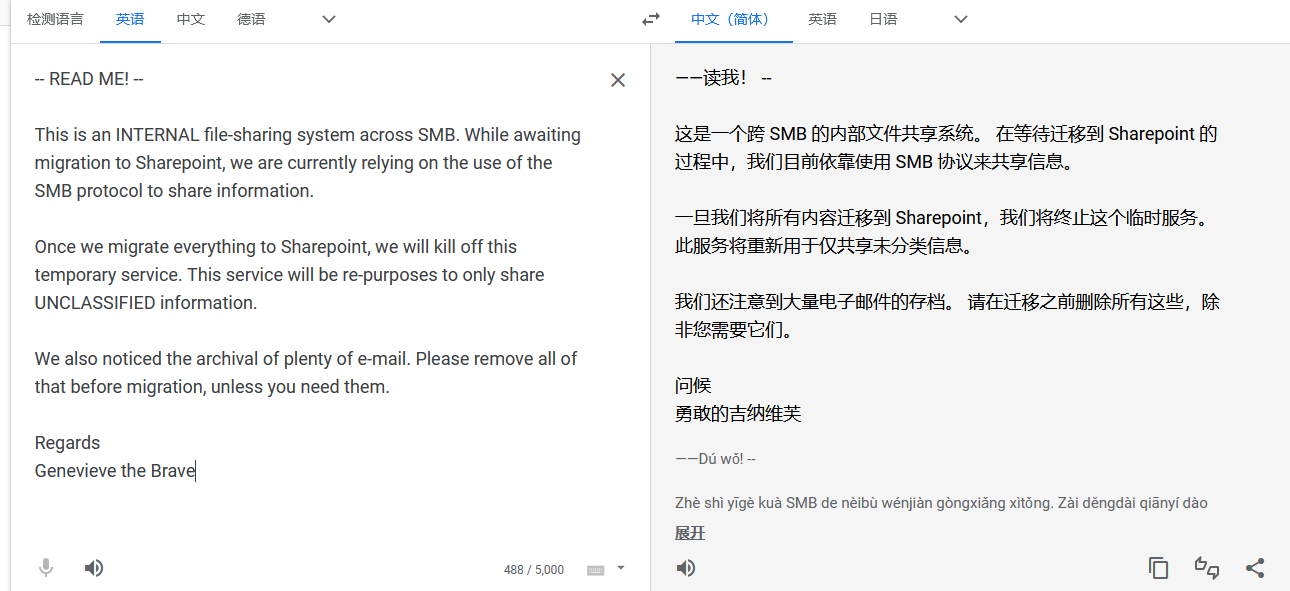 检测语言 英语 中文 德语
中文（简体） 英语 日语
-- READ ME! --
This is an INTERNAL file-sharing system across SMB. While awaiting
migration to Sharepoint, we are currently relying on the use of the
SMB protocol to share information.
Once we migrate everything to Sharepoint, we will kill off this
temporary service. This service will be re-purposes to only share
UNCLASSIFIED information.
We also noticed the archival of plenty of e-mail. Please remove all of
that before migration, unless you need them.
Regards
Genevieve the Brave
488 / 5,000
——读我！ --
这是一个跨 SMB 的内部文件共享系统。 在等待迁移到 Sharepoint 的
过程中，我们目前依靠使用 SMB 协议来共享信息。
一旦我们将所有内容迁移到 Sharepoint，我们将终止这个临时服务。
此服务将重新用于仅共享未分类信息。
我们还注意到大量电子邮件的存档。 请在迁移之前删除所有这些，除
非您需要它们。
问候
勇敢的吉纳维芙
——Dú wǒ! --
Zhè shì yīgè kuà SMB de nèibù wénjiàn gòngxiǎng xìtǒng. Zài děngdài qiānyí dào
展开